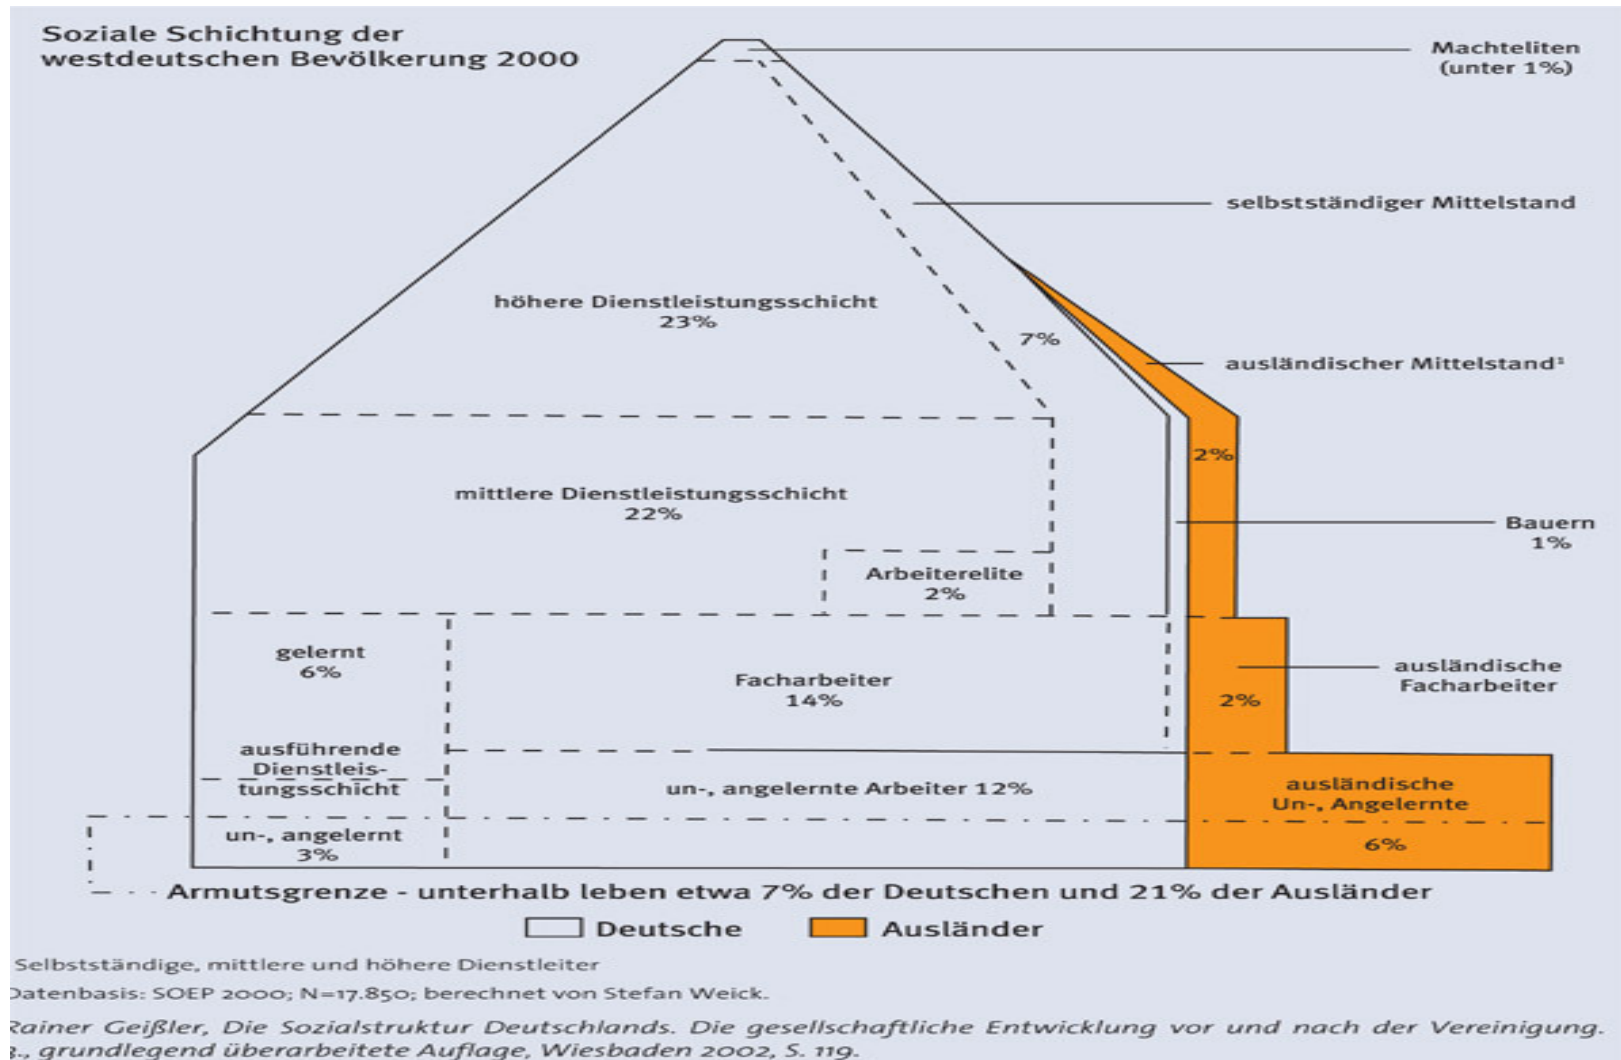 Soziale Schichtung der
westdeutschen Bevölkerung 2000
Machteliten
(unter 1%)
selbstständiger Mittelstand
höhere Dienstleistungsschicht
23%
7%
ausländischer Mittelstand¹
2%
mittlere Dienstleistungsschicht
22%
Bauern
1%
Arbeiterelite
2%
gelernt
6%
Facharbeiter
14%
ausländische
Facharbeiter
2%
ausführende
Dienstleis-
tungsschicht
un-, angelernte Arbeiter 12%
ausländische
Un-, Angelernte
6%
un-, angelernt
3%
Armutsgrenze - unterhalb leben etwa 7% der Deutschen und 21% der Ausländer
Deutsche
Ausländer
Selbstständige, mittlere und höhere Dienstleiter
Datenbasis: SOEP 2000; N=17.850; berechnet von Stefan Weick.
Rainer Geißler, Die Sozialstruktur Deutschlands. Die gesellschaftliche Entwicklung vor und nach der Vereinigung.
3., grundlegend überarbeitete Auflage, Wiesbaden 2002, S. 119.